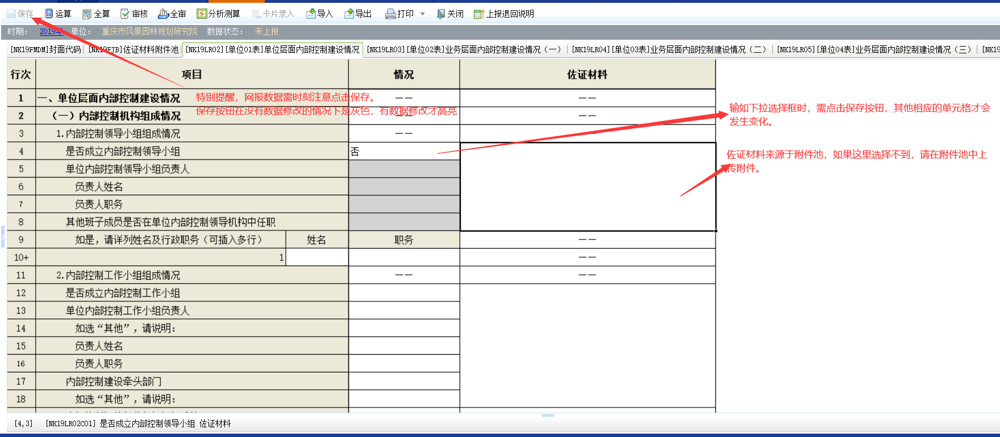 保存 运算 全算 审核 全审 分析测算 卡片录入 导入 导出 打印 关闭 上报退回说明
时期： 2019年 单位： 重庆市风景园林规划研究院 数据状态： 未上报
[NK19FMDM]封面代码 [NK19FJB]佐证材料附件池 [NK19LR02][单位01表]单位层面内部控制建设情况 [NK19LR03][单位02表]业务层面内部控制建设情况（一） [NK19LR04][单位03表]业务层面内部控制建设情况（二） [NK19LR05][单位04表]业务层面内部控制建设情况（三） [NK19
行次 项目 情况 佐证材料
1 一、单位层面内部控制建设情况 —— ——
特别提醒，网报数据需时刻注意点击保存。
保存按钮在没有数据修改的情况下是灰色，有数据修改才高亮
输如下拉选择框时，需点击保存按钮，其他相应的单元格才会
发生变化。
2 （一）内部控制机构组成情况 —— ——
3 1.内部控制领导小组组成情况 ——
4 是否成立内部控制领导小组 否
佐证材料来源于附件池，如果这里选择不到，请在附件池中上
传附件。
5 单位内部控制领导小组负责人
6 负责人姓名
7 负责人职务
8 其他班子成员是否在单位内部控制领导机构中任职
9 如是，请详列姓名及行政职务（可插入多行） 姓名 职务 ——
10+ 1 ——
11 2.内部控制工作小组组成情况 —— ——
12 是否成立内部控制工作小组
13 单位内部控制工作小组负责人
14 如选“其他”，请说明：
15 负责人姓名
16 负责人职务
17 内部控制建设牵头部门
18 如选“其他”，请说明：
[4,3] [NK19LR02C01] 是否成立内部控制领导小组 佐证材料